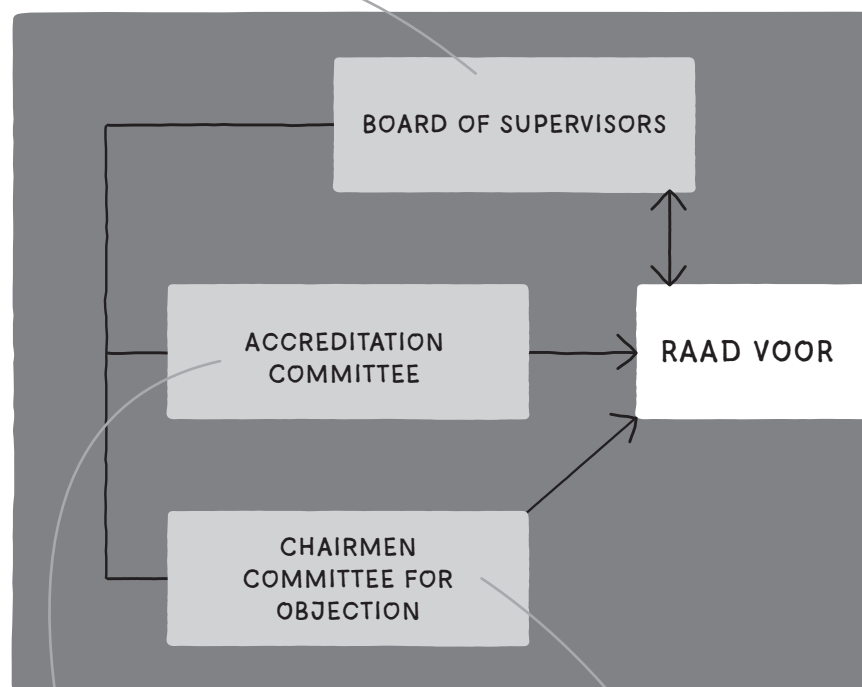 BOARD OF SUPERVISORS
ACCREDITATION
COMMITTEE
RAAD VOOR
CHAIRMEN
COMMITTEE FOR
OBJECTION